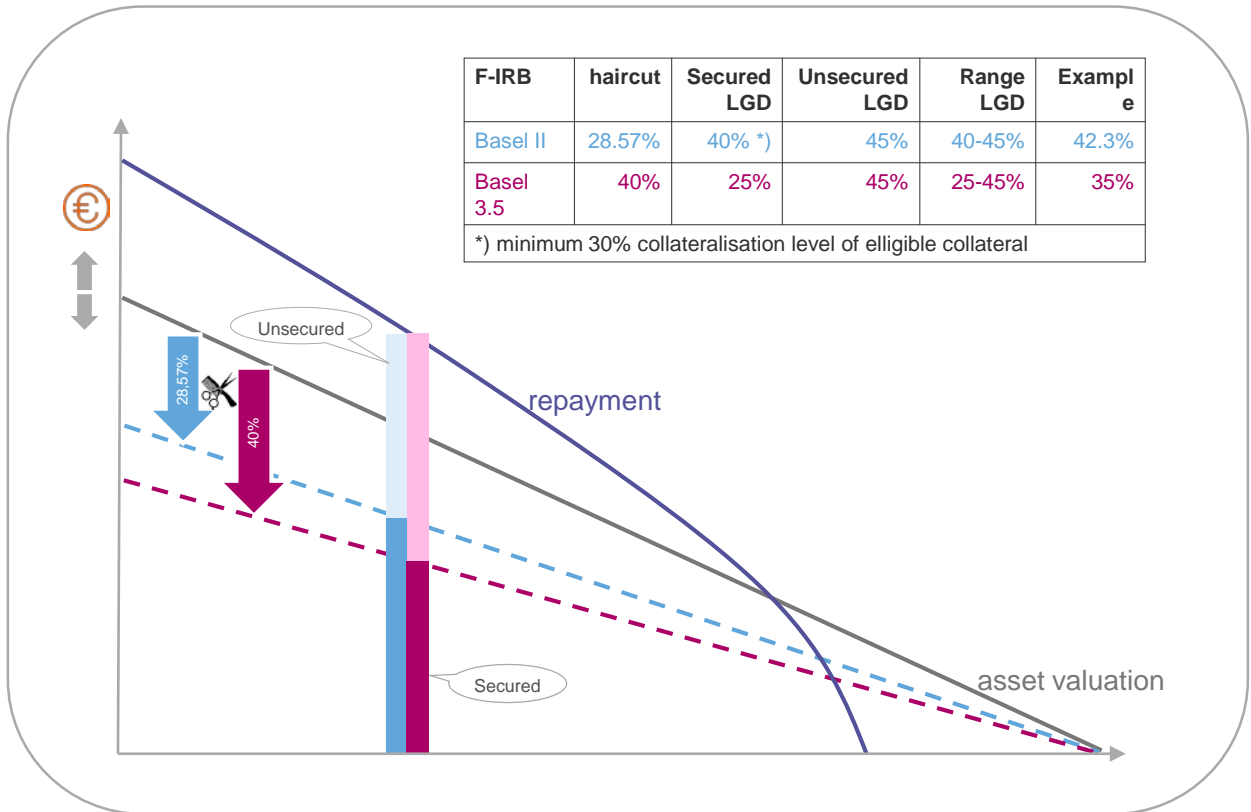 F-IRB haircut Secured LGD Unsecured LGD Range LGD Exampl e
Basel II 28.57% 40% *) 45% 40-45% 42.3%
Basel 3.5 40% 25% 45% 25-45% 35%
*) minimum 30% collateralisation level of elligible collateral
€
Unsecured
28,57%
40%
repayment
asset valuation
Secured